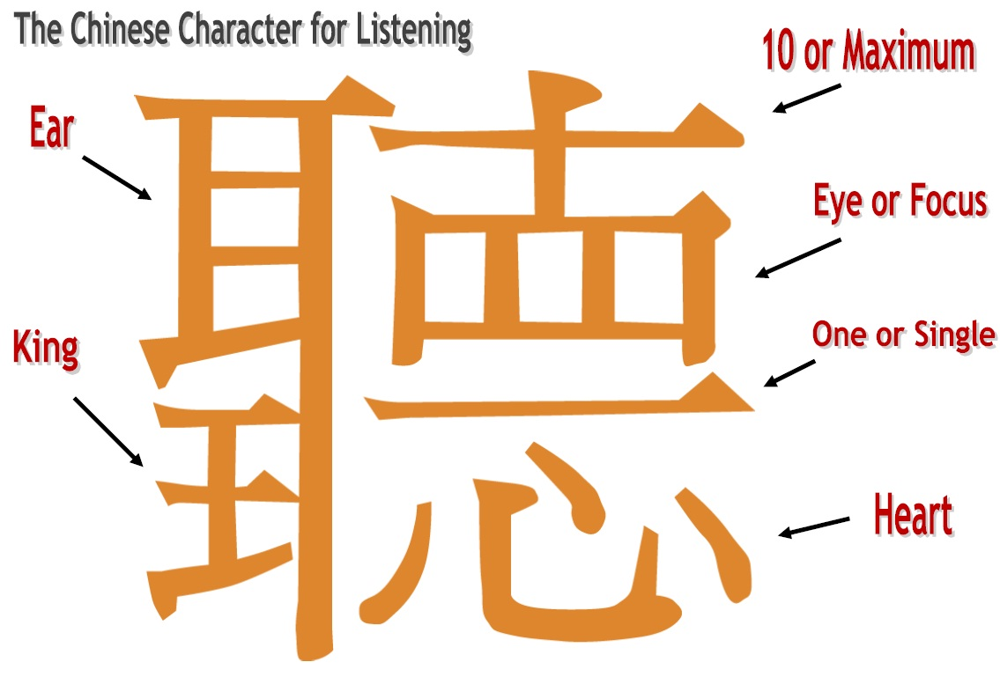 The Chinese Character for Listening
10 or Maximum
Ear
聽
Eye or Focus
One or Single
King
Heart